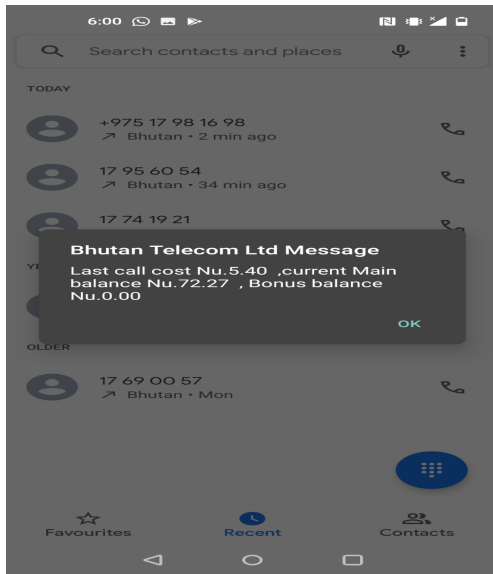 6:00
Search contacts and places
TODAY
+975 17 98 16 98
Bhutan • 2 min ago
17 95 60 54
Bhutan • 34 min ago
17 74 19 21
Bhutan Telecom Ltd Message
Last call cost Nu.5.40 ,current Main
balance Nu.72.27 , Bonus balance
Nu.0.00
OK
OLDER
17 69 00 57
Bhutan • Mon
Favourites
Recent
Contacts